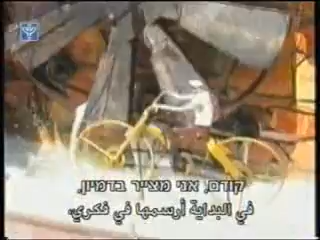 קודם, אני מצייר בדמיון,
في البداية أرسمها في فكري،